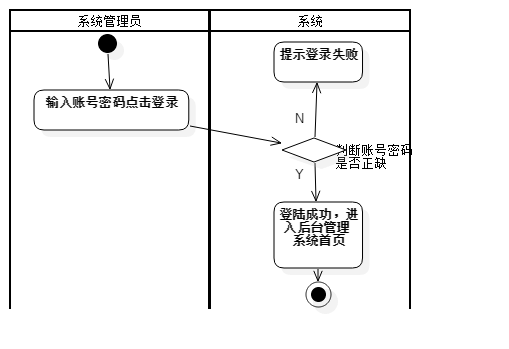 系统管理员
系统
提示登录失败
输入账号密码点击登录
N
判断账号密码
是否正缺
Y
登陆成功，进
入后台管理
系统首页